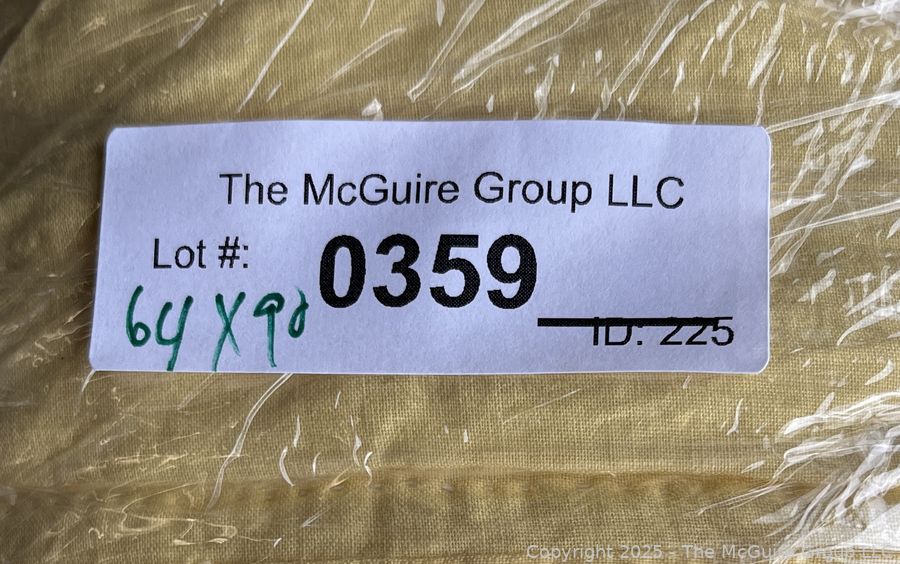 The McGuire Group LLC
Lot #: 0359
64 X 90
ID: 225
Copyright 2025 - The McGuire Group LLC